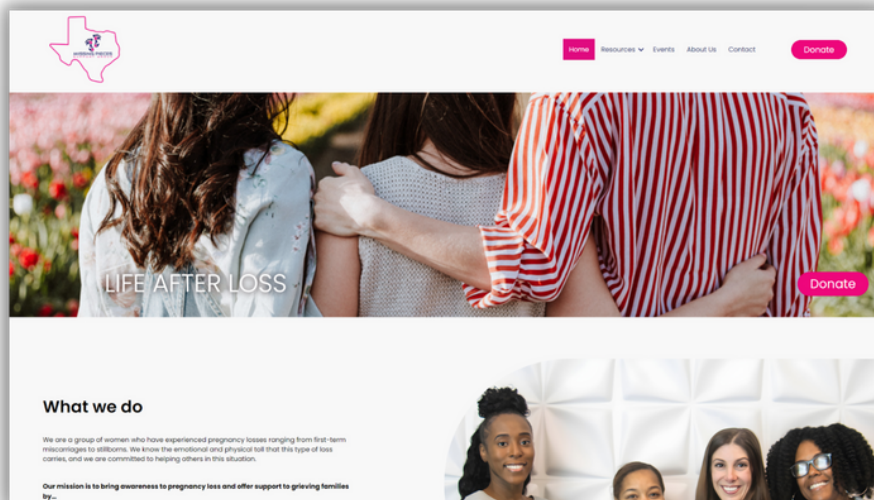 MISSING PIECES
Home Resources Events About Us Contact Donate
LIFE AFTER LOSS
Donate
What we do
We are a group of women who have experienced pregnancy losses ranging from first-term
miscarriages to stillborns. We know the emotional and physical toll that this type of loss
carries, and we are committed to helping others in this situation.
Our mission is to bring awareness to pregnancy loss and offer support to grieving families
by...